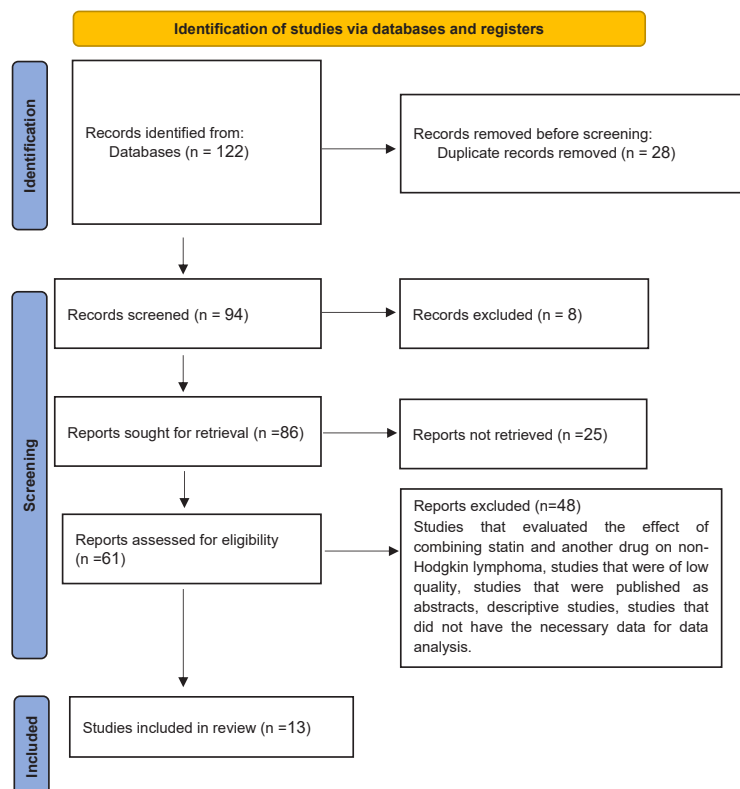 Identification of studies via databases and registers
Identification
Records identified from:
Databases (n = 122)
Records removed before screening:
Duplicate records removed (n = 28)
Screening
Records screened (n = 94)
Records excluded (n = 8)
Reports sought for retrieval (n =86)
Reports not retrieved (n =25)
Reports assessed for eligibility
(n =61)
Reports excluded (n=48)
Studies that evaluated the effect of
combining statin and another drug on non-
Hodgkin lymphoma, studies that were of low
quality, studies that were published as
abstracts, descriptive studies, studies that
did not have the necessary data for data
analysis.
Included
Studies included in review (n =13)